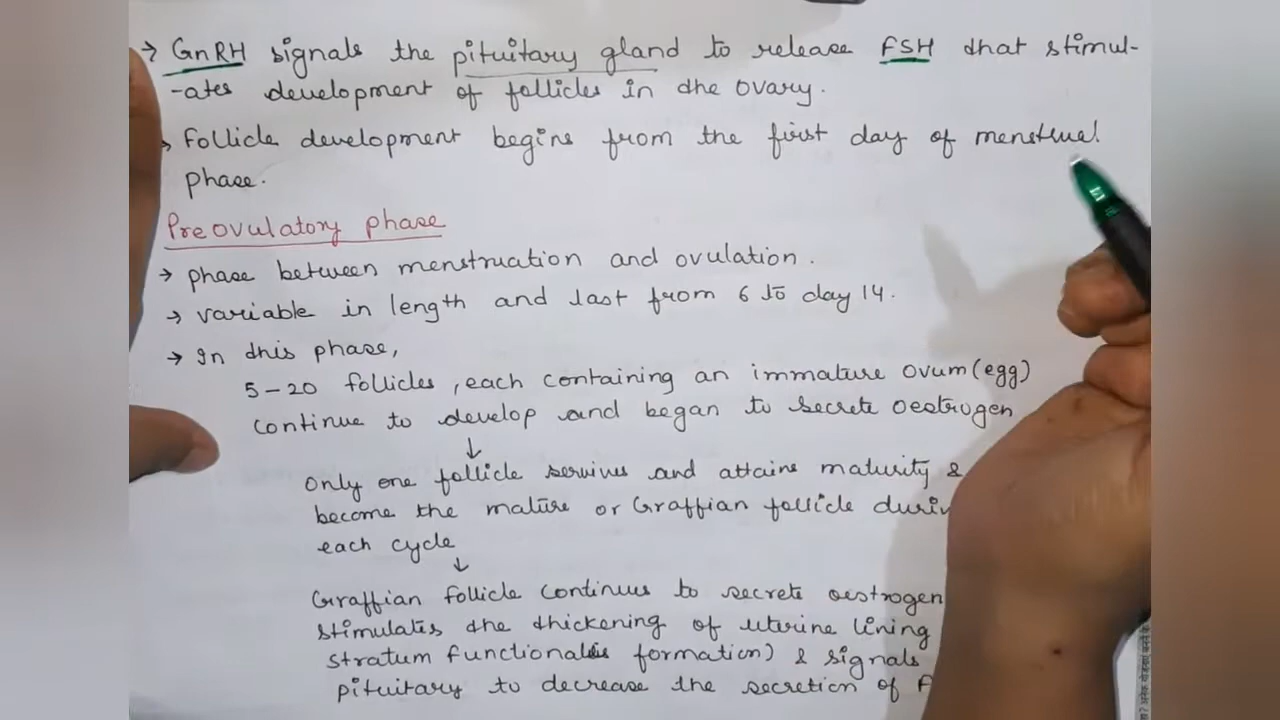 → GnRH signals the pituitary gland to release FSH that stimul-
-ates development of follicles in the ovary.
→ Follicle development begins from the first day of menstrual
phase.
Preovulatory phase
→ phase between menstruation and ovulation.
→ variable in length and last from 6 to day 14.
→ In this phase,
5-20 follicles, each containing an immature ovum (egg)
continue to develop and began to secrete oestrogen
↓
Only one follicle servives and attains maturity &
become the mature or Graffian follicle durin
each cycle
↓
Graffian follicle continues to secrete oestrogen
stimulates the thickening of uterine lining
stratum functionalis formation) & signals
pituitary to decrease the secretion of F